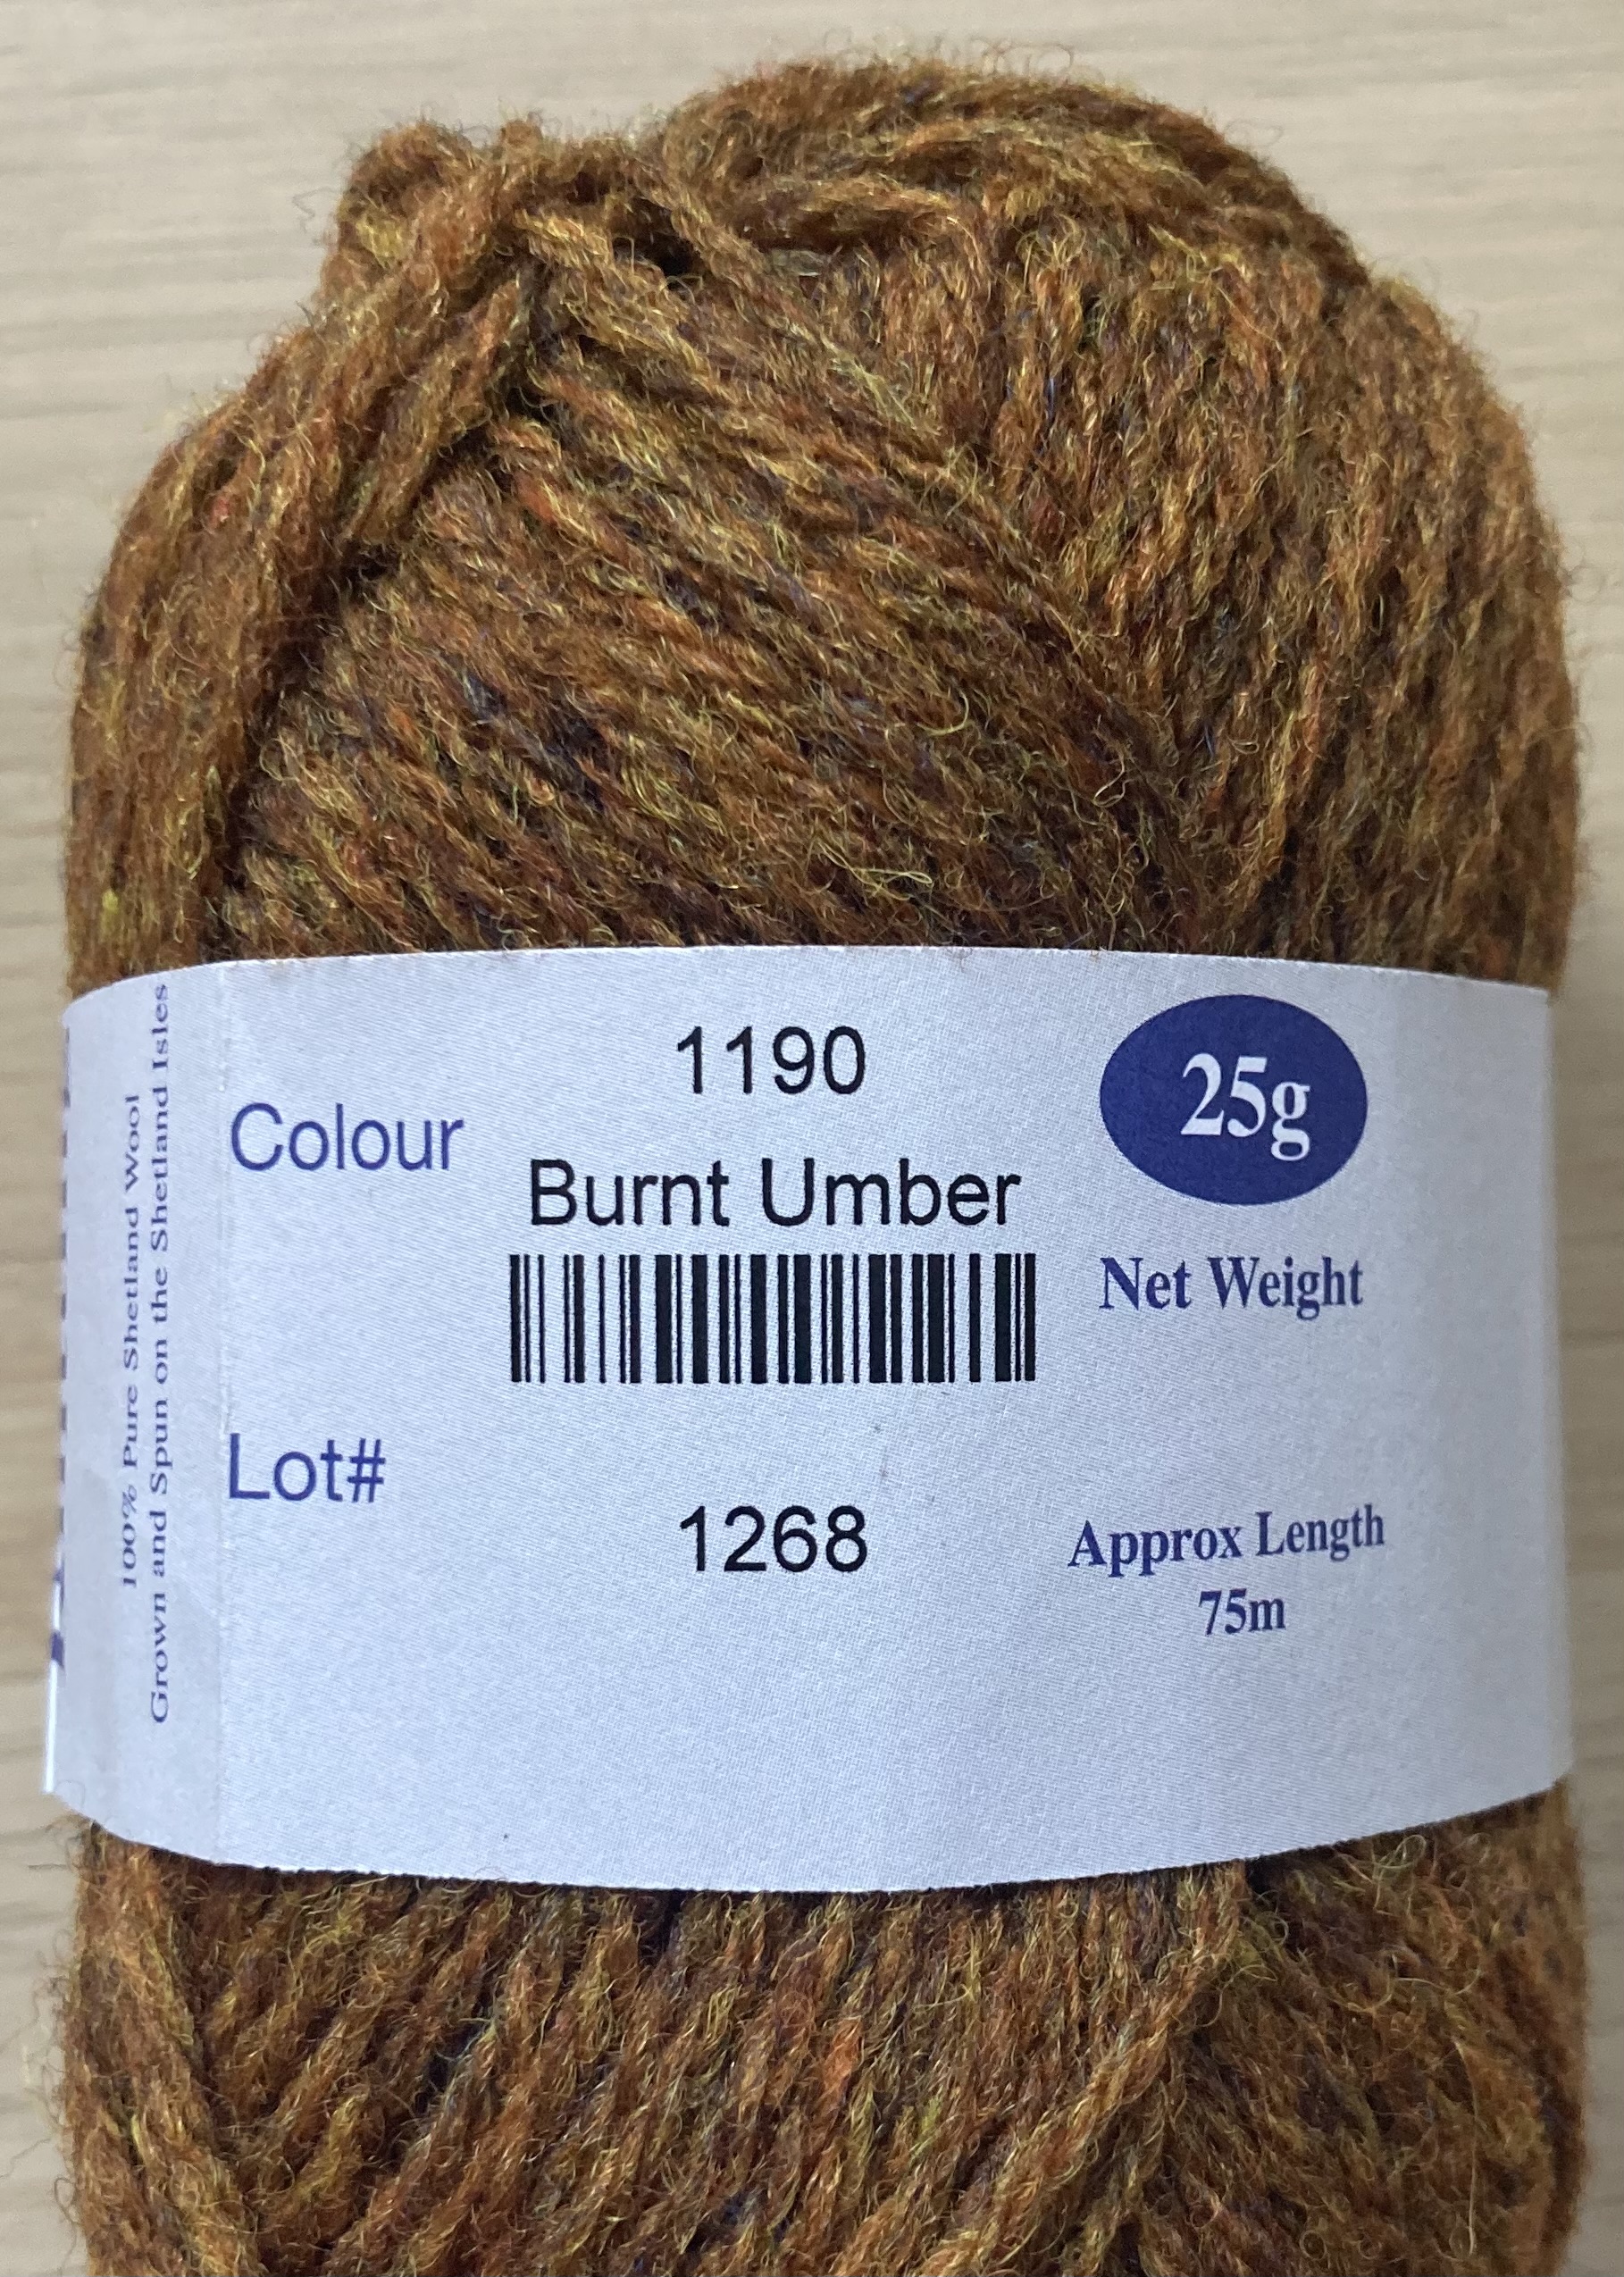 100% Pure Shetland Wool
Grown and Spun on the Shetland Isles
1190
Colour
Burnt Umber
Lot#
1268
25g
Net Weight
Approx Length
75m